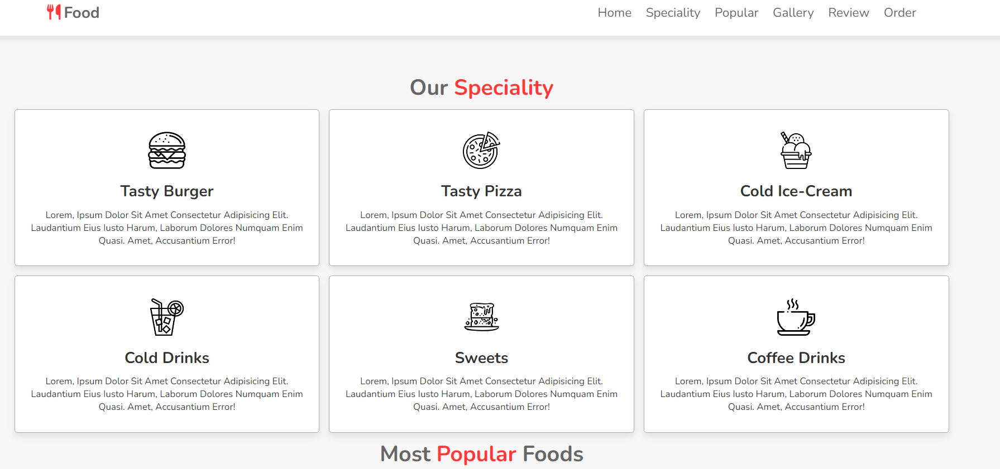 Food
Home Speciality Popular Gallery Review Order
Our Speciality
Tasty Burger
Lorem, Ipsum Dolor Sit Amet Consectetur Adipisicing Elit.
Laudantium Eius Iusto Harum, Laborum Dolores Numquam Enim
Quasi. Amet, Accusantium Error!
Tasty Pizza
Lorem, Ipsum Dolor Sit Amet Consectetur Adipisicing Elit.
Laudantium Eius Iusto Harum, Laborum Dolores Numquam Enim
Quasi. Amet, Accusantium Error!
Cold Ice-Cream
Lorem, Ipsum Dolor Sit Amet Consectetur Adipisicing Elit.
Laudantium Eius Iusto Harum, Laborum Dolores Numquam Enim
Quasi. Amet, Accusantium Error!
Cold Drinks
Lorem, Ipsum Dolor Sit Amet Consectetur Adipisicing Elit.
Laudantium Eius Iusto Harum, Laborum Dolores Numquam Enim
Quasi. Amet, Accusantium Error!
Sweets
Lorem, Ipsum Dolor Sit Amet Consectetur Adipisicing Elit.
Laudantium Eius Iusto Harum, Laborum Dolores Numquam Enim
Quasi. Amet, Accusantium Error!
Coffee Drinks
Lorem, Ipsum Dolor Sit Amet Consectetur Adipisicing Elit.
Laudantium Eius Iusto Harum, Laborum Dolores Numquam Enim
Quasi. Amet, Accusantium Error!
Most Popular Foods